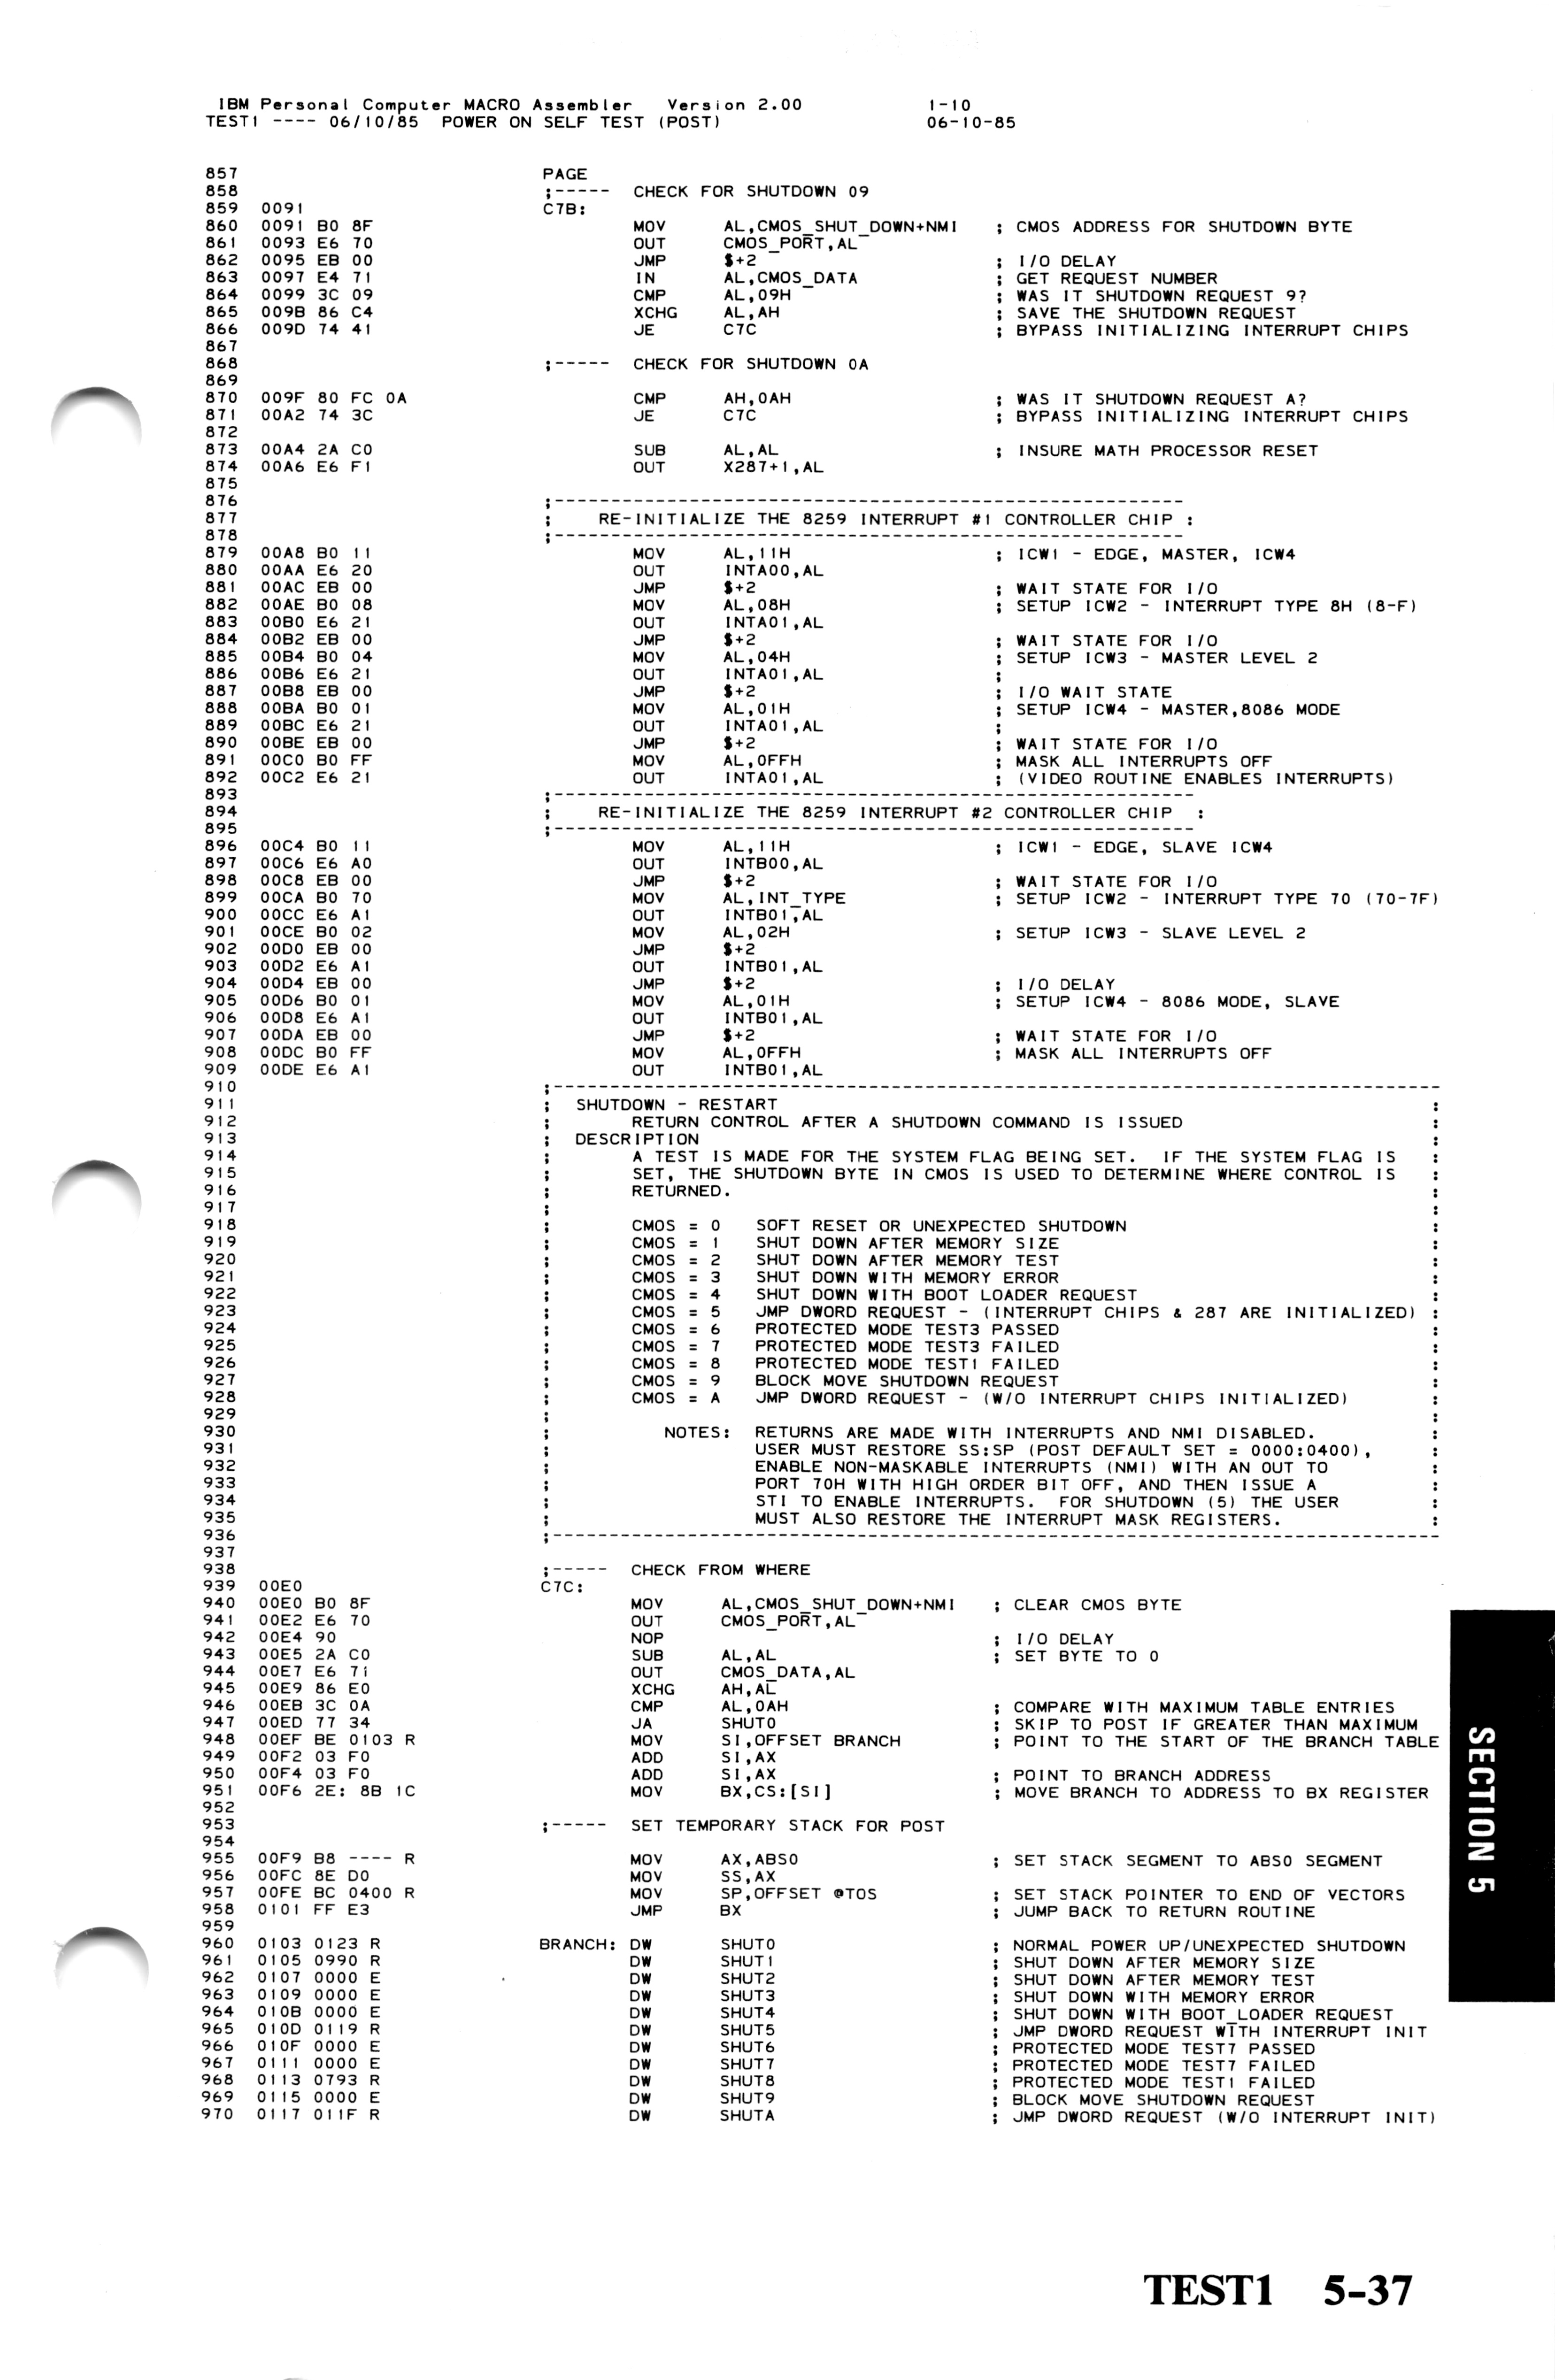 IBM Personal Computer MACRO Assembler   Version 2.00             1-10
TEST1 ---- 06/10/85  POWER ON SELF TEST (POST)                   06-10-85
857 PAGE
858 ;----- CHECK FOR SHUTDOWN 09
859 0091 C7B:
860 0091 B0 8F MOV AL,CMOS_SHUT_DOWN+NMI ; CMOS ADDRESS FOR SHUTDOWN BYTE
861 0093 E6 70 OUT CMOS_PORT,AL
862 0095 EB 00 JMP $+2 ; I/O DELAY
863 0097 E4 71 IN AL,CMOS_DATA ; GET REQUEST NUMBER
864 0099 3C 09 CMP AL,09H ; WAS IT SHUTDOWN REQUEST 9?
865 009B 86 C4 XCHG AL,AH ; SAVE THE SHUTDOWN REQUEST
866 009D 74 41 JE C7C ; BYPASS INITIALIZING INTERRUPT CHIPS
867
868 ;----- CHECK FOR SHUTDOWN 0A
869
870 009F 80 FC 0A CMP AH,0AH ; WAS IT SHUTDOWN REQUEST A?
871 00A2 74 3C JE C7C ; BYPASS INITIALIZING INTERRUPT CHIPS
872
873 00A4 2A C0 SUB AL,AL ; INSURE MATH PROCESSOR RESET
874 00A6 E6 F1 OUT X287+1,AL
875
876 ;-----------------------------------------------------------
877 ; RE-INITIALIZE THE 8259 INTERRUPT #1 CONTROLLER CHIP :
878 ;-----------------------------------------------------------
879 00A8 B0 11 MOV AL,11H ; ICW1 - EDGE, MASTER, ICW4
880 00AA E6 20 OUT INTA00,AL
881 00AC EB 00 JMP $+2 ; WAIT STATE FOR I/O
882 00AE B0 08 MOV AL,08H ; SETUP ICW2 - INTERRUPT TYPE 8H (8-F)
883 00B0 E6 21 OUT INTA01,AL
884 00B2 EB 00 JMP $+2 ; WAIT STATE FOR I/O
885 00B4 B0 04 MOV AL,04H ; SETUP ICW3 - MASTER LEVEL 2
886 00B6 E6 21 OUT INTA01,AL ;
887 00B8 EB 00 JMP $+2 ; I/O WAIT STATE
888 00BA B0 01 MOV AL,01H ; SETUP ICW4 - MASTER,8086 MODE
889 00BC E6 21 OUT INTA01,AL ;
890 00BE EB 00 JMP $+2 ; WAIT STATE FOR I/O
891 00C0 B0 FF MOV AL,0FFH ; MASK ALL INTERRUPTS OFF
892 00C2 E6 21 OUT INTA01,AL ; (VIDEO ROUTINE ENABLES INTERRUPTS)
893 ;------------------------------------------------------------
894 ; RE-INITIALIZE THE 8259 INTERRUPT #2 CONTROLLER CHIP :
895 ;------------------------------------------------------------
896 00C4 B0 11 MOV AL,11H ; ICW1 - EDGE, SLAVE ICW4
897 00C6 E6 A0 OUT INTB00,AL
898 00C8 EB 00 JMP $+2 ; WAIT STATE FOR I/O
899 00CA B0 70 MOV AL,INT_TYPE ; SETUP ICW2 - INTERRUPT TYPE 70 (70-7F)
900 00CC E6 A1 OUT INTB01,AL
901 00CE B0 02 MOV AL,02H ; SETUP ICW3 - SLAVE LEVEL 2
902 00D0 EB 00 JMP $+2
903 00D2 E6 A1 OUT INTB01,AL
904 00D4 EB 00 JMP $+2 ; I/O DELAY
905 00D6 B0 01 MOV AL,01H ; SETUP ICW4 - 8086 MODE, SLAVE
906 00D8 E6 A1 OUT INTB01,AL
907 00DA EB 00 JMP $+2 ; WAIT STATE FOR I/O
908 00DC B0 FF MOV AL,0FFH ; MASK ALL INTERRUPTS OFF
909 00DE E6 A1 OUT INTB01,AL
910 ;-----------------------------------------------------------------------------------
911 ; SHUTDOWN - RESTART :
912 ; RETURN CONTROL AFTER A SHUTDOWN COMMAND IS ISSUED :
913 ; DESCRIPTION :
914 ; A TEST IS MADE FOR THE SYSTEM FLAG BEING SET. IF THE SYSTEM FLAG IS :
915 ; SET, THE SHUTDOWN BYTE IN CMOS IS USED TO DETERMINE WHERE CONTROL IS :
916 ; RETURNED. :
917 ; :
918 ; CMOS = 0 SOFT RESET OR UNEXPECTED SHUTDOWN :
919 ; CMOS = 1 SHUT DOWN AFTER MEMORY SIZE :
920 ; CMOS = 2 SHUT DOWN AFTER MEMORY TEST :
921 ; CMOS = 3 SHUT DOWN WITH MEMORY ERROR :
922 ; CMOS = 4 SHUT DOWN WITH BOOT LOADER REQUEST :
923 ; CMOS = 5 JMP DWORD REQUEST - (INTERRUPT CHIPS & 287 ARE INITIALIZED) :
924 ; CMOS = 6 PROTECTED MODE TEST3 PASSED :
925 ; CMOS = 7 PROTECTED MODE TEST3 FAILED :
926 ; CMOS = 8 PROTECTED MODE TEST1 FAILED :
927 ; CMOS = 9 BLOCK MOVE SHUTDOWN REQUEST :
928 ; CMOS = A JMP DWORD REQUEST - (W/O INTERRUPT CHIPS INITIALIZED) :
929 ; :
930 ; NOTES: RETURNS ARE MADE WITH INTERRUPTS AND NMI DISABLED. :
931 ; USER MUST RESTORE SS:SP (POST DEFAULT SET = 0000:0400), :
932 ; ENABLE NON-MASKABLE INTERRUPTS (NMI) WITH AN OUT TO :
933 ; PORT 70H WITH HIGH ORDER BIT OFF, AND THEN ISSUE A :
934 ; STI TO ENABLE INTERRUPTS. FOR SHUTDOWN (5) THE USER :
935 ; MUST ALSO RESTORE THE INTERRUPT MASK REGISTERS. :
936 ;-----------------------------------------------------------------------------------
937
938 ;----- CHECK FROM WHERE
939 00E0 C7C:
940 00E0 B0 8F MOV AL,CMOS_SHUT_DOWN+NMI ; CLEAR CMOS BYTE
941 00E2 E6 70 OUT CMOS_PORT,AL
942 00E4 90 NOP ; I/O DELAY
943 00E5 2A C0 SUB AL,AL ; SET BYTE TO 0
944 00E7 E6 71 OUT CMOS_DATA,AL
945 00E9 86 E0 XCHG AH,AL
946 00EB 3C 0A CMP AL,0AH ; COMPARE WITH MAXIMUM TABLE ENTRIES
947 00ED 77 34 JA SHUT0 ; SKIP TO POST IF GREATER THAN MAXIMUM
948 00EF BE 0103 R MOV SI,OFFSET BRANCH ; POINT TO THE START OF THE BRANCH TABLE
949 00F2 03 F0 ADD SI,AX
950 00F4 03 F0 ADD SI,AX ; POINT TO BRANCH ADDRESS
951 00F6 2E: 8B 1C MOV BX,CS:[SI] ; MOVE BRANCH TO ADDRESS TO BX REGISTER
952
953 ;----- SET TEMPORARY STACK FOR POST
954
955 00F9 B8 ---- R MOV AX,ABS0 ; SET STACK SEGMENT TO ABS0 SEGMENT
956 00FC 8E D0 MOV SS,AX
957 00FE BC 0400 R MOV SP,OFFSET @TOS ; SET STACK POINTER TO END OF VECTORS
958 0101 FF E3 JMP BX ; JUMP BACK TO RETURN ROUTINE
959
960 0103 0123 R BRANCH: DW SHUT0 ; NORMAL POWER UP/UNEXPECTED SHUTDOWN
961 0105 0990 R DW SHUT1 ; SHUT DOWN AFTER MEMORY SIZE
962 0107 0000 E DW SHUT2 ; SHUT DOWN AFTER MEMORY TEST
963 0109 0000 E DW SHUT3 ; SHUT DOWN WITH MEMORY ERROR
964 010B 0000 E DW SHUT4 ; SHUT DOWN WITH BOOT_LOADER REQUEST
965 010D 0119 R DW SHUT5 ; JMP DWORD REQUEST WITH INTERRUPT INIT
966 010F 0000 E DW SHUT6 ; PROTECTED MODE TEST7 PASSED
967 0111 0000 E DW SHUT7 ; PROTECTED MODE TEST7 FAILED
968 0113 0793 R DW SHUT8 ; PROTECTED MODE TEST1 FAILED
969 0115 0000 E DW SHUT9 ; BLOCK MOVE SHUTDOWN REQUEST
970 0117 011F R DW SHUTA ; JMP DWORD REQUEST (W/O INTERRUPT INIT)
SECTION 5
TEST1 5-37